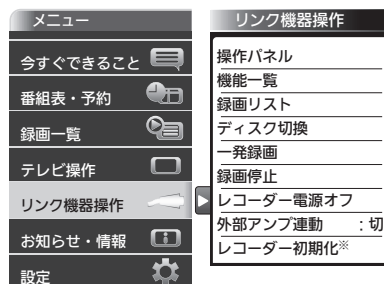 メニュー
今すぐできること
番組表・予約
録画一覧
テレビ操作
リンク機器操作
お知らせ・情報
設定
リンク機器操作
操作パネル
機能一覧
録画リスト
ディスク切換
一発録画
録画停止
レコーダー電源オフ
外部アンプ連動 :切
レコーダー初期化※